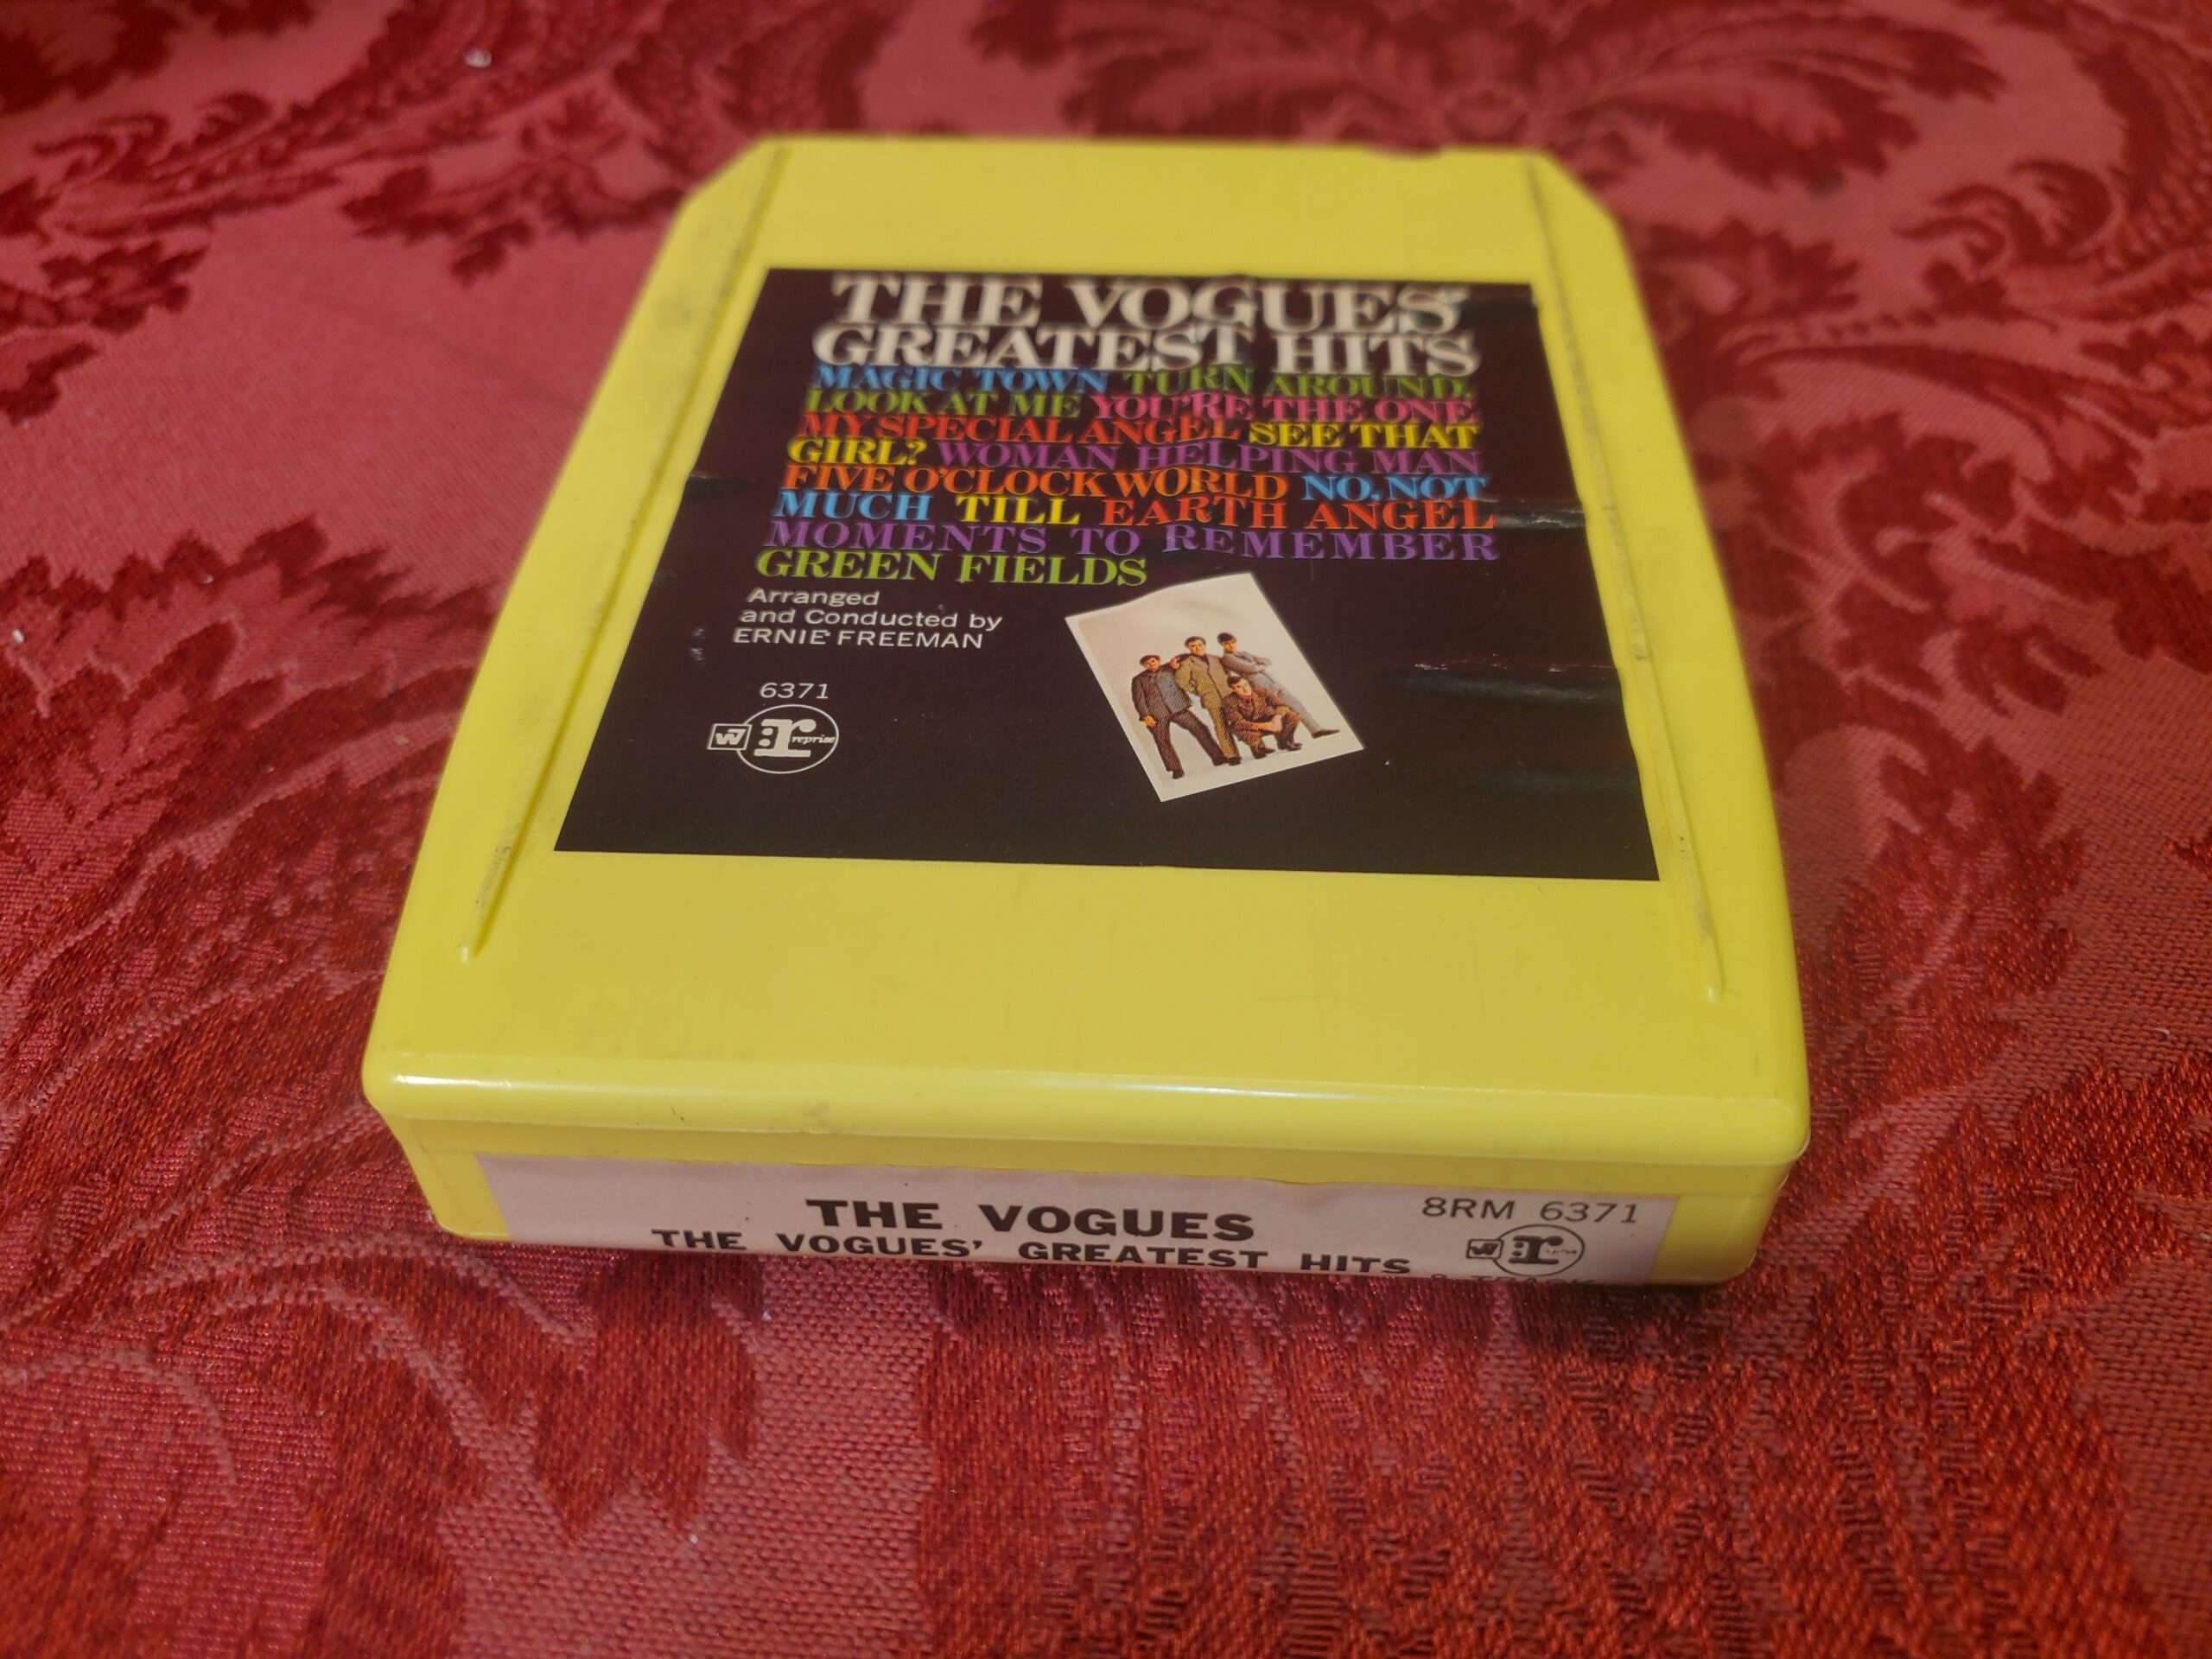 THE VOGUES'
GREATEST HITS
MAGIC TOWN TURN AROUND,
LOOK AT ME YOU'RE THE ONE
MY SPECIAL ANGEL SEE THAT
GIRL? WOMAN HELPING MAN
FIVE O'CLOCK WORLD NO, NOT
MUCH TILL EARTH ANGEL
MOMENTS TO REMEMBER
GREEN FIELDS
Arranged
and Conducted by
ERNIE FREEMAN
6371
W :r reprise
THE VOGUES
8RM 6371
THE VOGUES' GREATEST HITS
W :r
8 TRACK